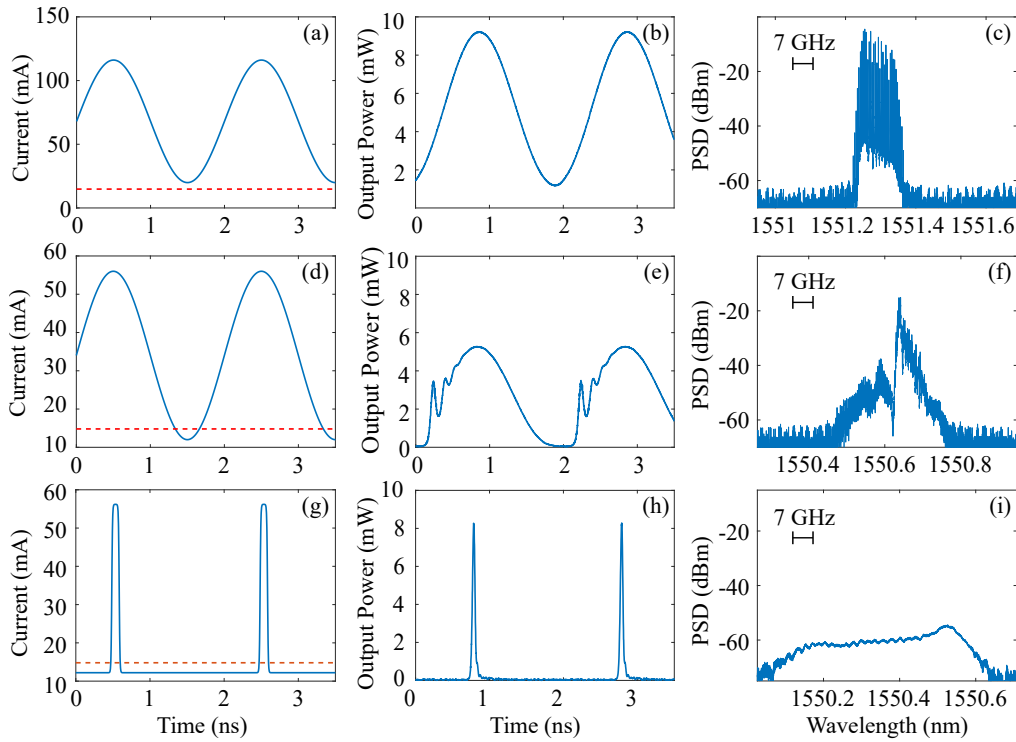 (a)
Current (mA)
150
100
50
0
0 1 2 3
(b)
Output Power (mW)
10
8
6
4
2
0 1 2 3
(c)
7 GHz
PSD (dBm)
-20
-40
-60
1551 1551.2 1551.4 1551.6
(d)
Current (mA)
60
50
40
30
20
10
0 1 2 3
(e)
Output Power (mW)
10
8
6
4
2
0
0 1 2 3
(f)
7 GHz
PSD (dBm)
-20
-40
-60
1550.4 1550.6 1550.8
(g)
Current (mA)
60
50
40
30
20
10
0 1 2 3
Time (ns)
(h)
Output Power (mW)
10
8
6
4
2
0
0 1 2 3
Time (ns)
(i)
7 GHz
PSD (dBm)
-20
-40
-60
1550.2 1550.4 1550.6
Wavelength (nm)